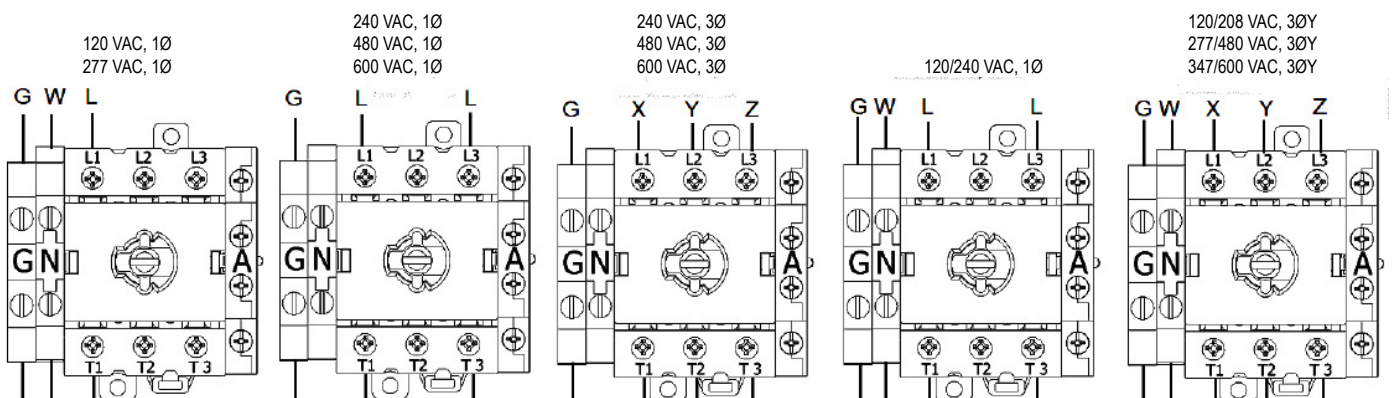 120 VAC, 1Ø
277 VAC, 1Ø
G W L
L1 L2 L3
G N A
T1 T2 T3
240 VAC, 1Ø
480 VAC, 1Ø
600 VAC, 1Ø
G L L
L1 L2 L3
G N A
T1 T2 T3
240 VAC, 3Ø
480 VAC, 3Ø
600 VAC, 3Ø
G X Y Z
L1 L2 L3
G N A
T1 T2 T 3
120/240 VAC, 1Ø
G W L L
L1 L2 L3
G N A
T1 T2 T 3
120/208 VAC, 3ØY
277/480 VAC, 3ØY
347/600 VAC, 3ØY
G W X Y Z
L1 L2 L3
G N A
T1 T2 T 3